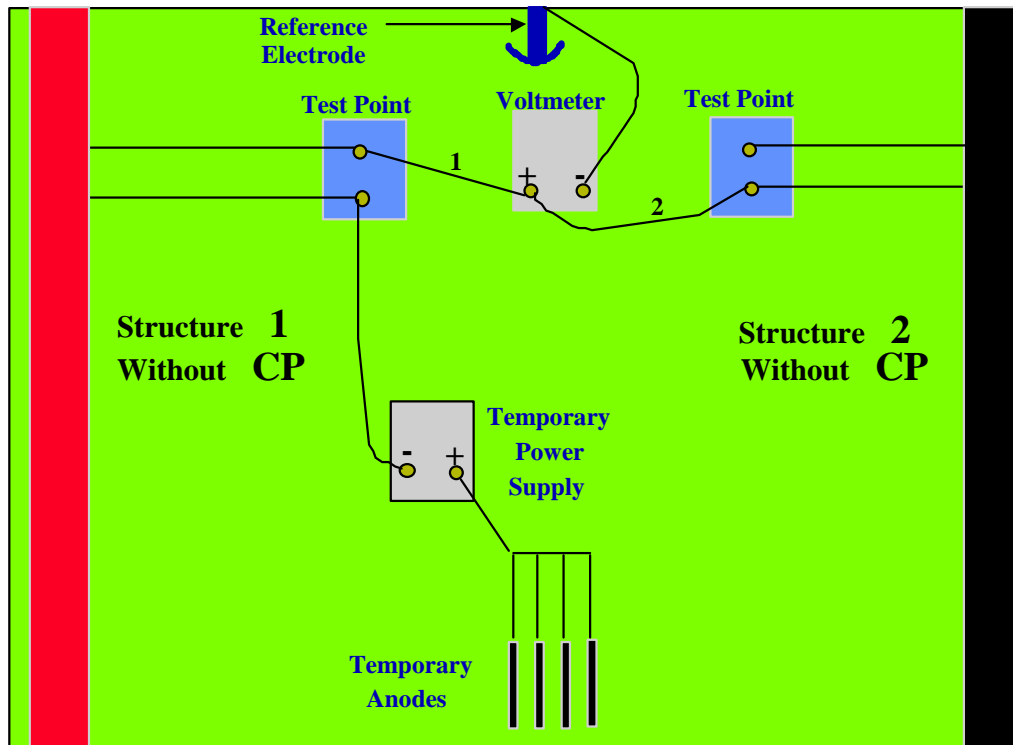 Reference
Electrode
Test Point
Voltmeter
Test Point
1
+ -
2
Structure 1
Without CP
Structure 2
Without CP
- +
Temporary
Power
Supply
Temporary
Anodes